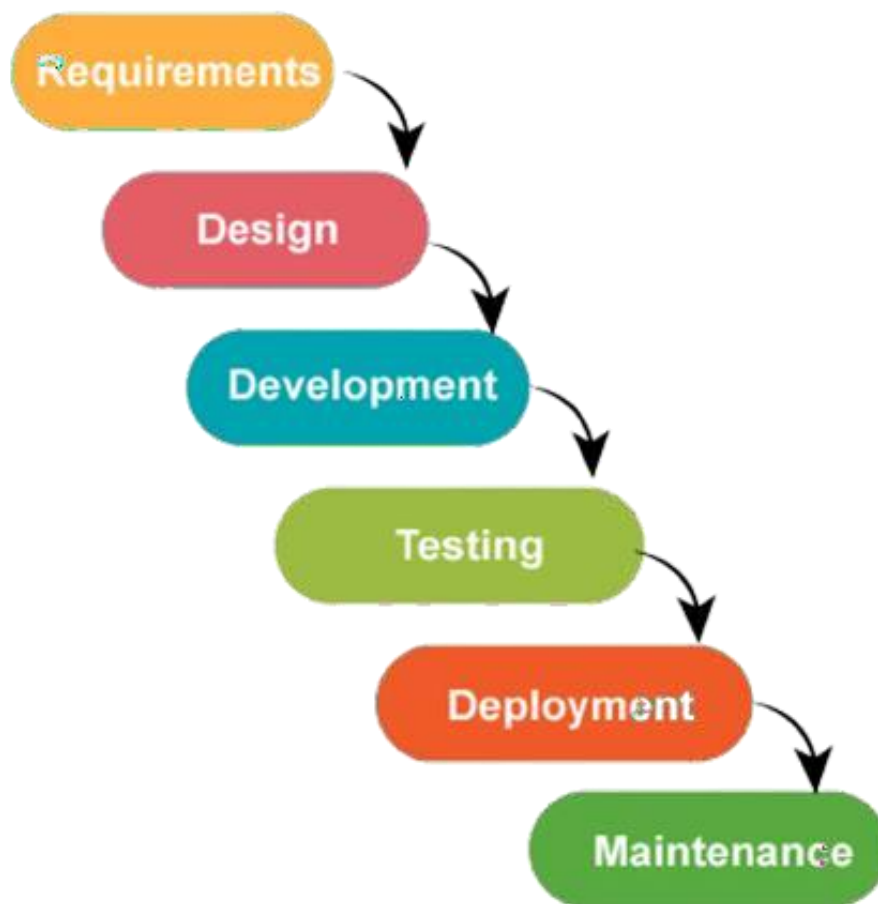 Requirements
Design
Development
Testing
Deployment
Maintenance